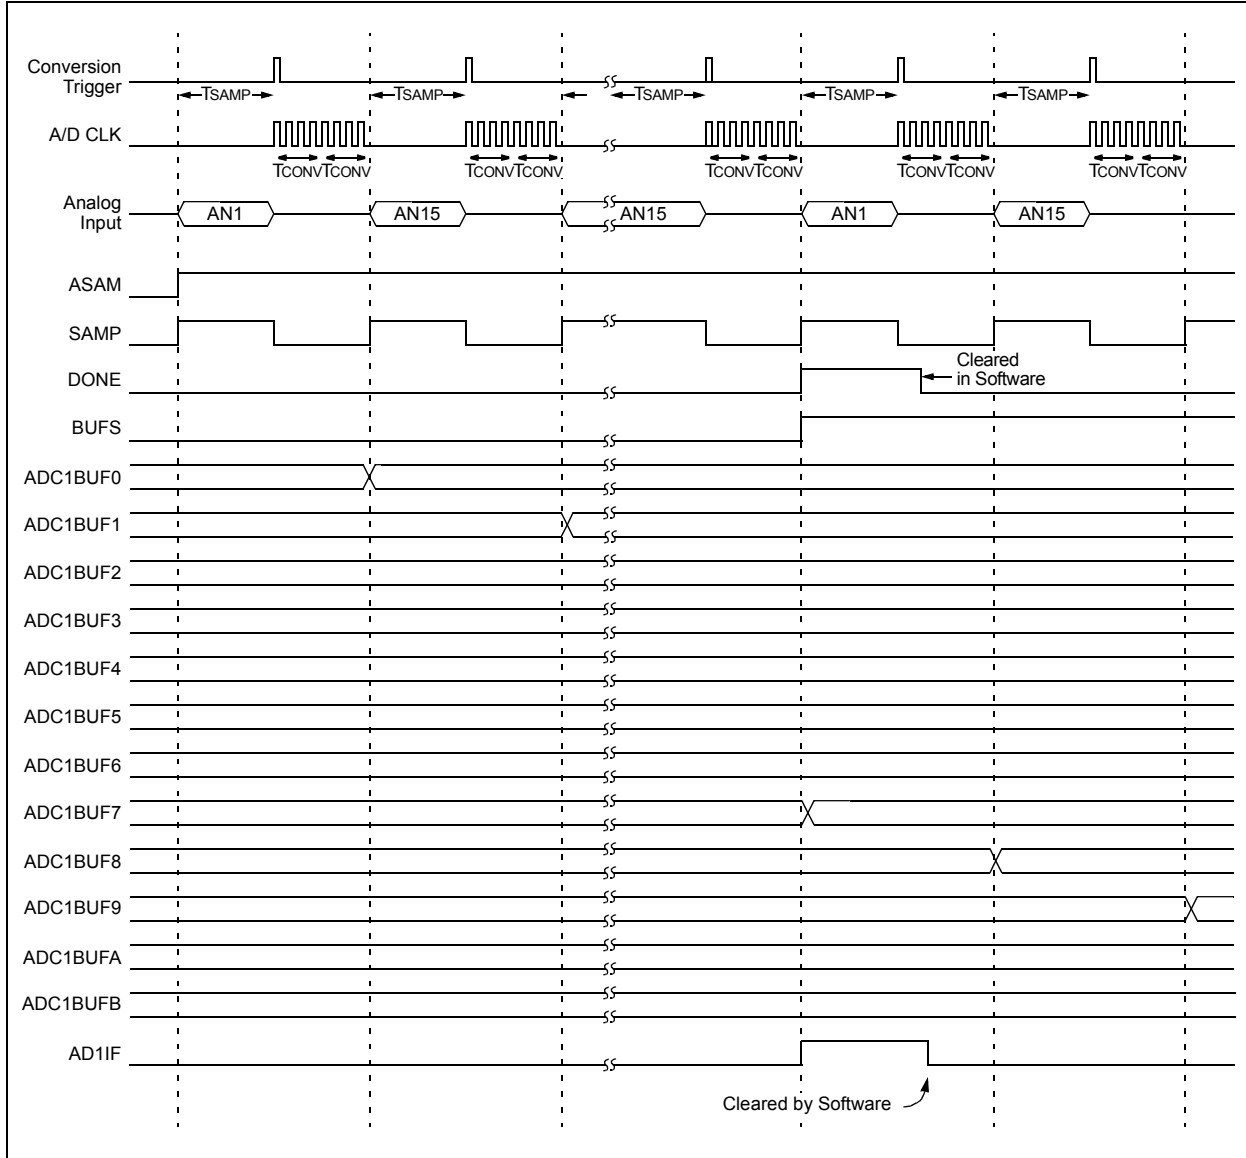 Conversion
Trigger
TSAMP TSAMP TSAMP TSAMP TSAMP
A/D CLK
TCONV TCONV TCONV TCONV TCONV TCONV TCONV TCONV TCONV TCONV
Analog
Input
AN1 AN15 AN15 AN1 AN15
ASAM
SAMP
DONE
Cleared
in Software
BUFS
ADC1BUF0
ADC1BUF1
ADC1BUF2
ADC1BUF3
ADC1BUF4
ADC1BUF5
ADC1BUF6
ADC1BUF7
ADC1BUF8
ADC1BUF9
ADC1BUFA
ADC1BUFB
AD1IF
Cleared by Software